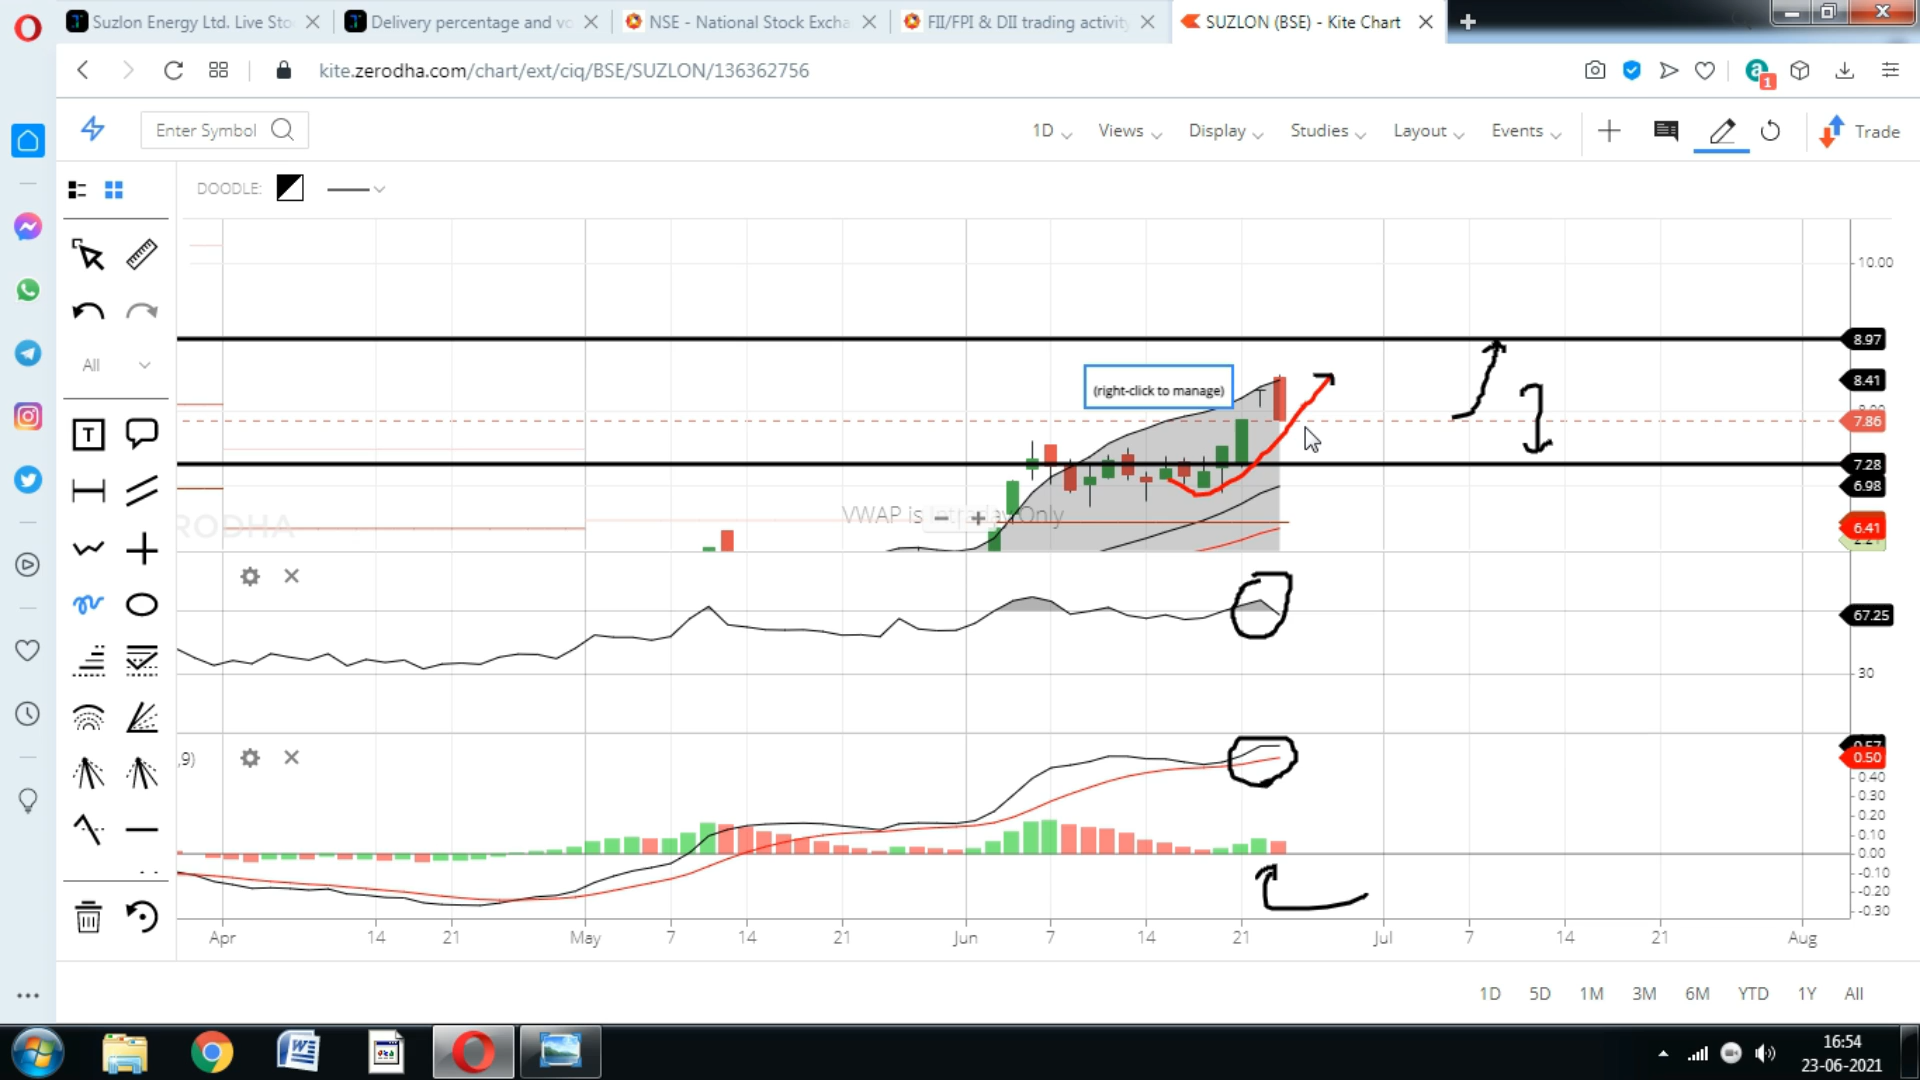 Suzlon Energy Ltd. Live Sto
Delivery percentage and vo
NSE - National Stock Excha
FII/FPI & DII trading activity
SUZLON (BSE) - Kite Chart
kite.zerodha.com/chart/ext/ciq/BSE/SUZLON/136362756
1
Enter Symbol
1D
Views
Display
Studies
Layout
Events
Trade
DOODLE:
All
T
10.00
8.97
(right-click to manage)
8.41
7.86
7.28
6.98
VWAP is Intraday Only
RODHA
6.41
67.25
30
,9)
0.50
0.40
0.30
0.20
0.10
0.00
-0.10
-0.20
-0.30
Apr 14 21 May 7 14 21 Jun 7 14 21 Jul 7 14 21 Aug
1D 5D 1M 3M 6M YTD 1Y All
16:54
23-06-2021